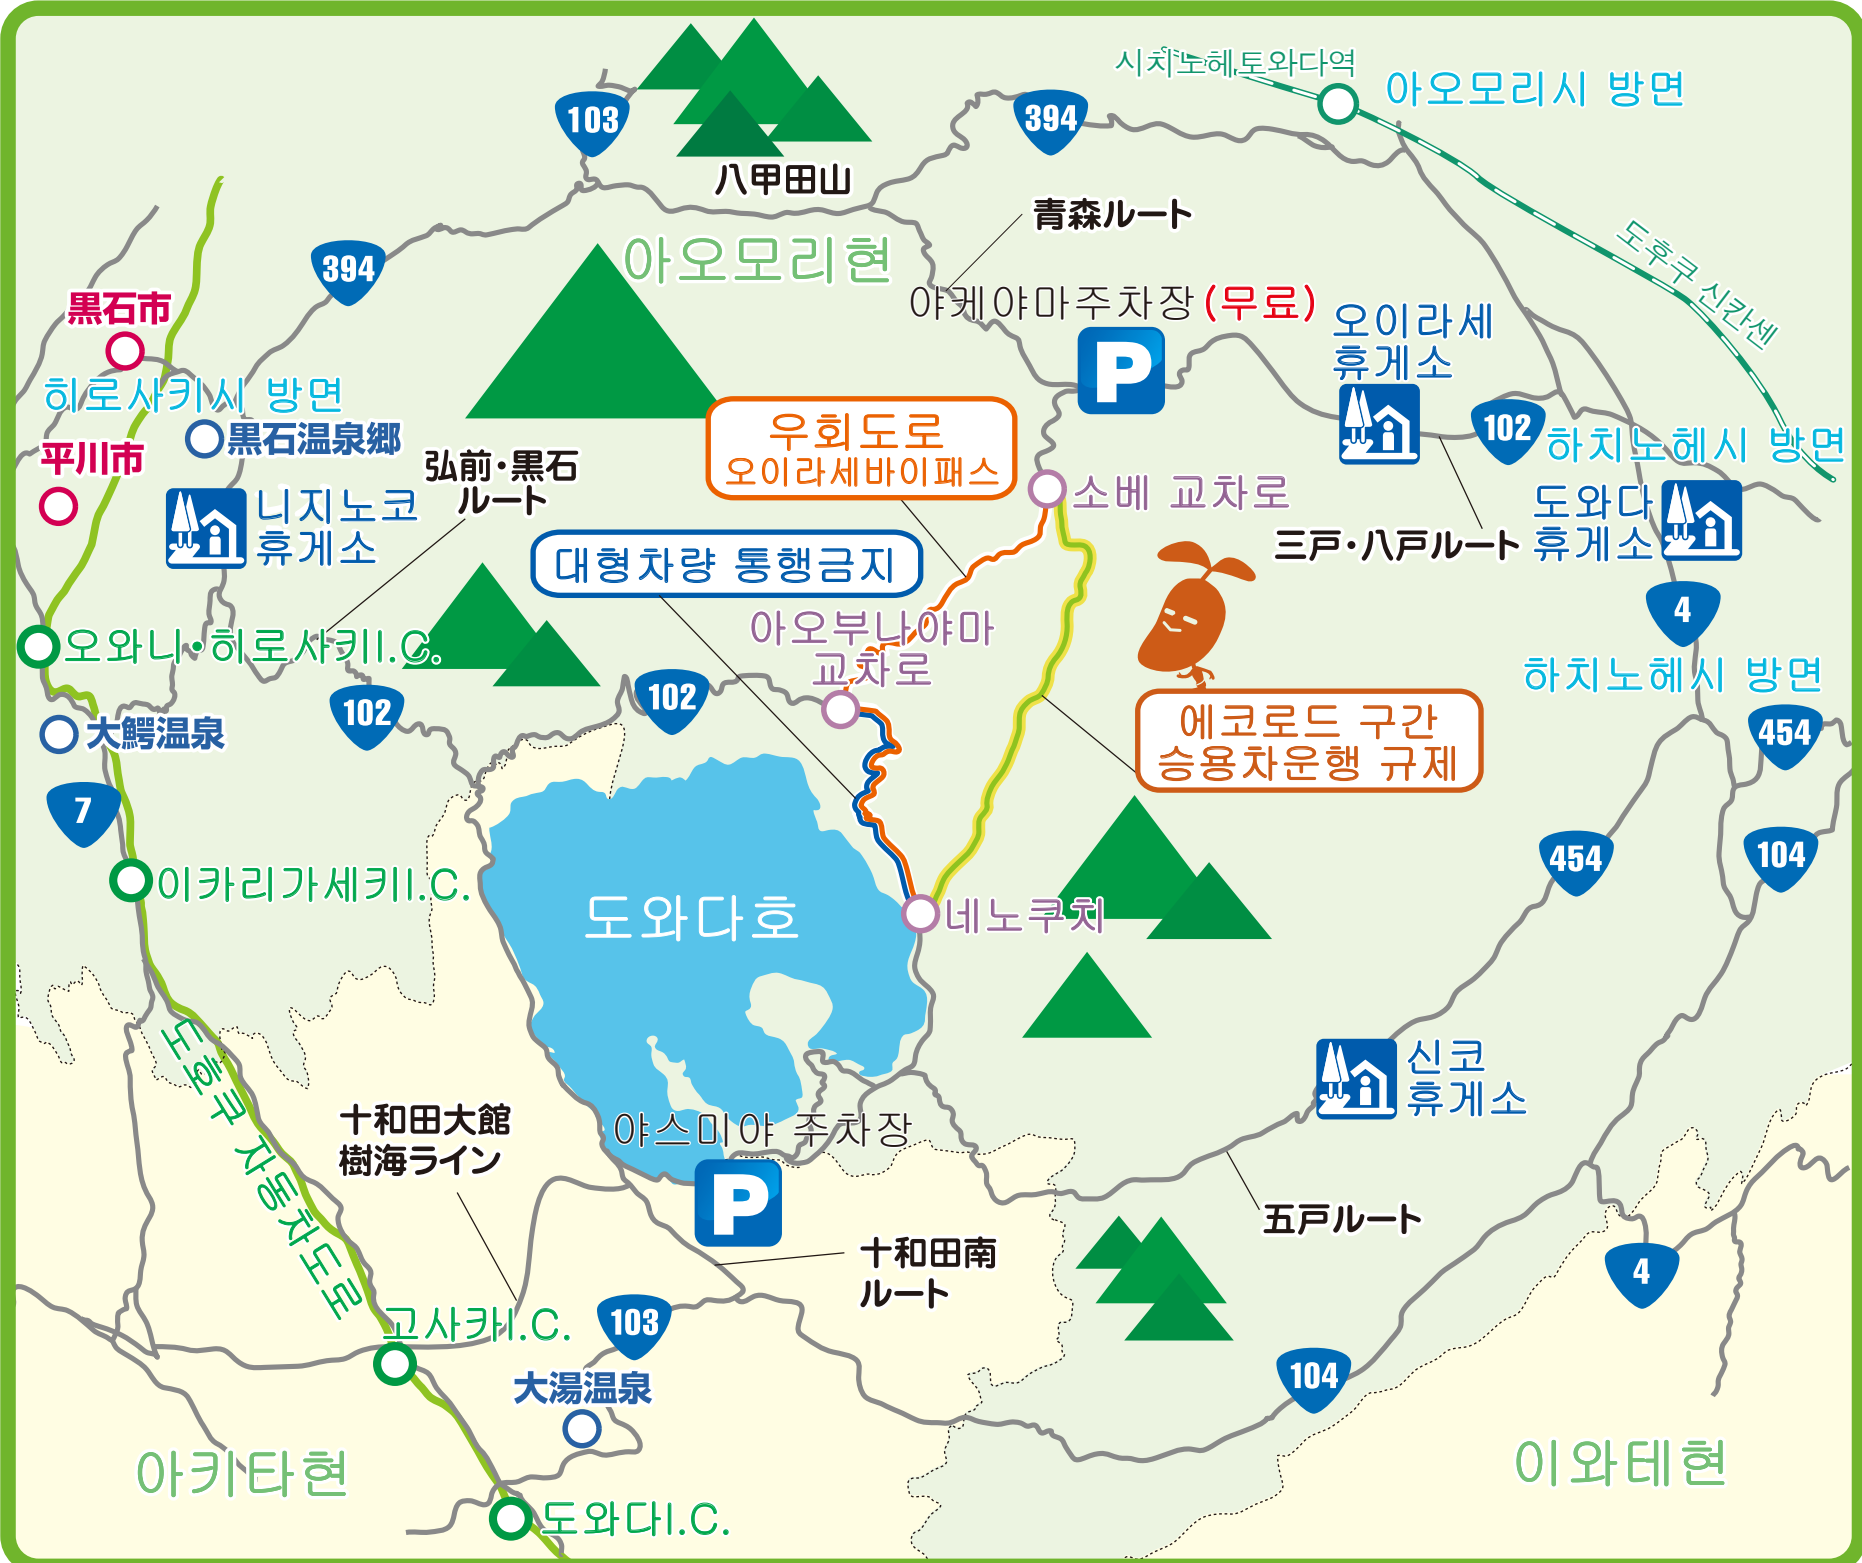 시치노헤토와다역
아오모리시 방면
103
394
八甲田山
青森ルート
아오모리현
394
도호쿠 신칸센
黒石市
야케야마주차장(무료)
오이라세
휴게소
히로사키시 방면
黒石温泉郷
平川市
弘前・黒石
ルート
우회도로
오이라세바이패스
102
하치노헤시 방면
니지노코
휴게소
소베 교차로
도와다
휴게소
三戸・八戸ルート
대형차량 통행금지
4
아오부나야마
교차로
오와니・히로사키I.C.
하치노헤시 방면
102
102
大鰐温泉
에코로드 구간
승용차운행 규제
454
7
454
104
이카리가세키I.C.
도와다호
네노쿠치
도호쿠 자동차도로
신코
휴게소
十和田大館
樹海ライン
야스미야 주차장
P
P
五戸ルート
十和田南
ルート
4
고사카I.C.
103
大湯温泉
104
아키타현
이와테현
도와다I.C.